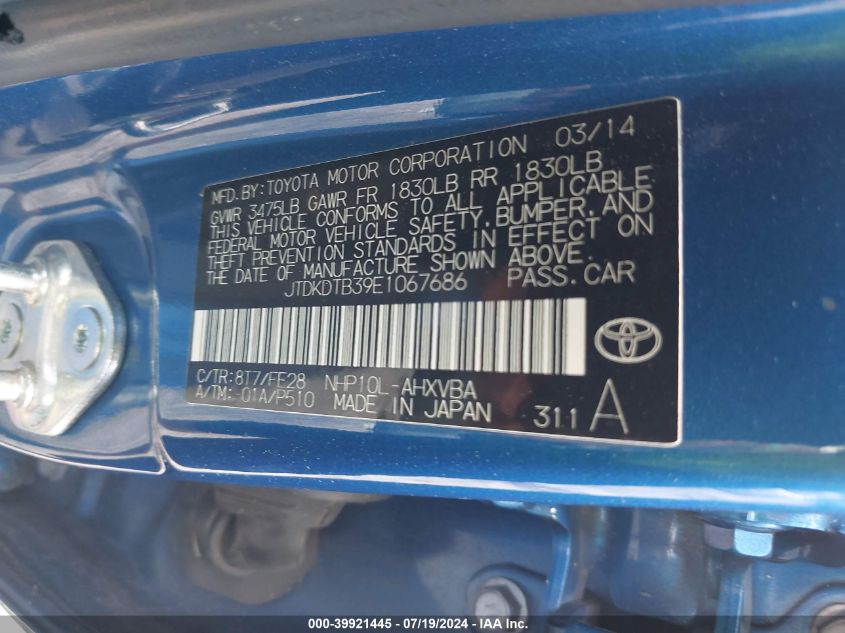 MFD. BY: TOYOTA MOTOR CORPORATION 03/14
GVWR 3475LB GAWR FR 1830LB RR 1830LB
THIS VEHICLE CONFORMS TO ALL APPLICABLE
FEDERAL MOTOR VEHICLE SAFETY, BUMPER, AND
THEFT PREVENTION STANDARDS IN EFFECT ON
THE DATE OF MANUFACTURE SHOWN ABOVE.
JTDKDTB39E1067686 PASS. CAR
C/TR: 8T7/FE28 NHP10L-AHXVBA
A/TM: 01A/P510 MADE IN JAPAN 311 A
000-39921445 / 07/19/2024 - IAA Inc.